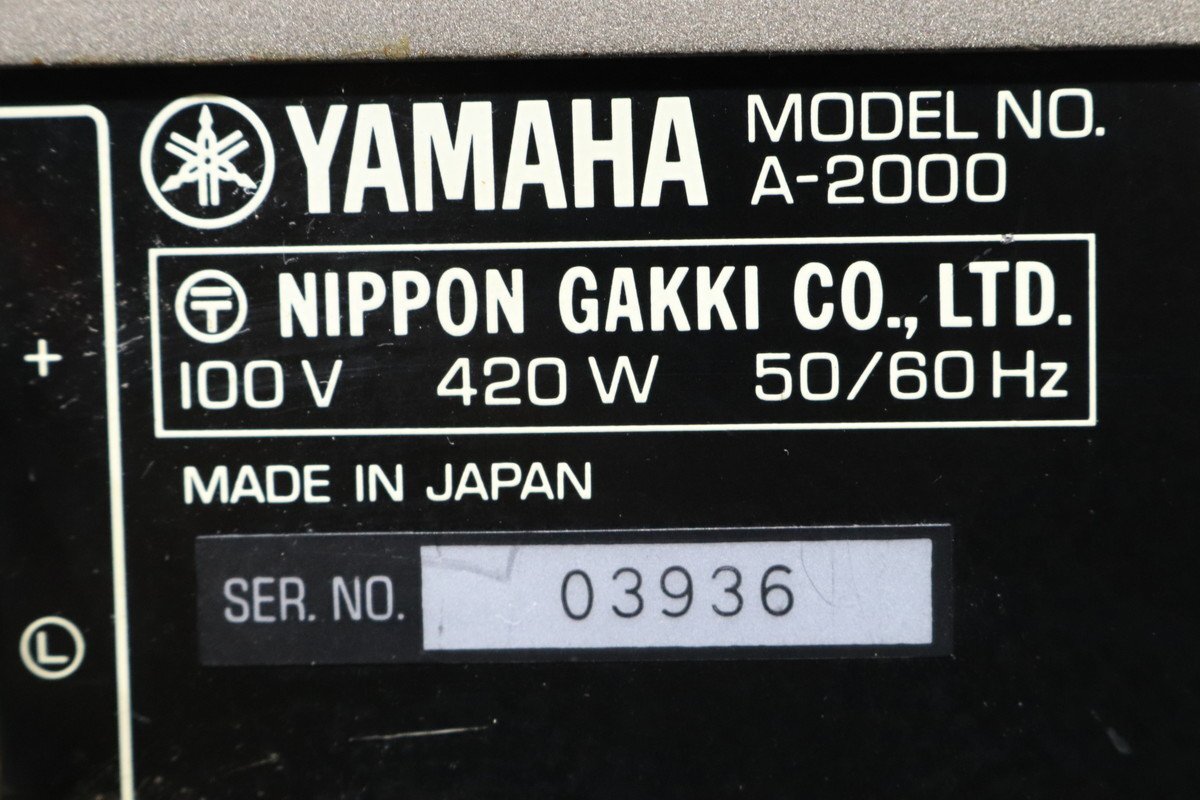 YAMAHA MODEL NO.
A-2000
〒 NIPPON GAKKI CO., LTD.
100 V 420 W 50/60 Hz
+
MADE IN JAPAN
SER. NO. 03936
L